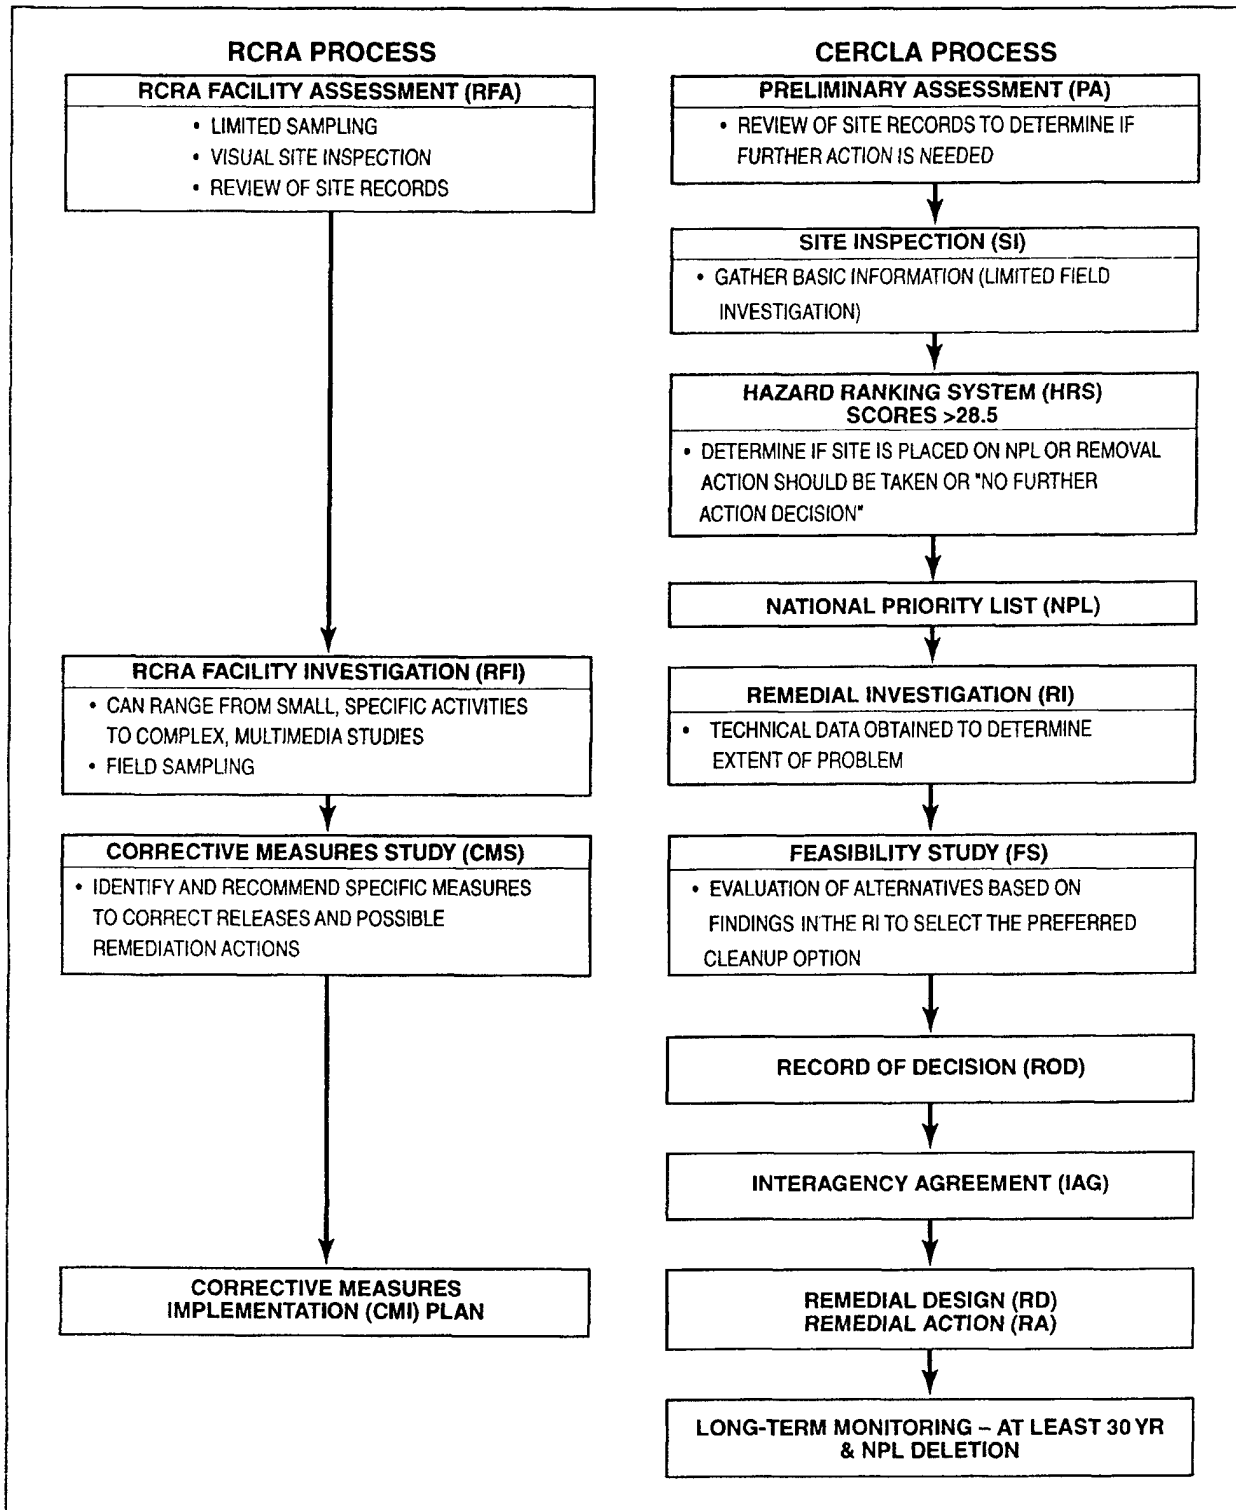 RCRA PROCESS
RCRA FACILITY ASSESSMENT (RFA)
• LIMITED SAMPLING
• VISUAL SITE INSPECTION
• REVIEW OF SITE RECORDS
RCRA FACILITY INVESTIGATION (RFI)
• CAN RANGE FROM SMALL, SPECIFIC ACTIVITIES
TO COMPLEX, MULTIMEDIA STUDIES
• FIELD SAMPLING
CORRECTIVE MEASURES STUDY (CMS)
• IDENTIFY AND RECOMMEND SPECIFIC MEASURES
TO CORRECT RELEASES AND POSSIBLE
REMEDIATION ACTIONS
CORRECTIVE MEASURES
IMPLEMENTATION (CMI) PLAN
CERCLA PROCESS
PRELIMINARY ASSESSMENT (PA)
• REVIEW OF SITE RECORDS TO DETERMINE IF
FURTHER ACTION IS NEEDED
SITE INSPECTION (SI)
• GATHER BASIC INFORMATION (LIMITED FIELD
INVESTIGATION)
HAZARD RANKING SYSTEM (HRS)
SCORES >28.5
• DETERMINE IF SITE IS PLACED ON NPL OR REMOVAL
ACTION SHOULD BE TAKEN OR "NO FURTHER
ACTION DECISION"
NATIONAL PRIORITY LIST (NPL)
REMEDIAL INVESTIGATION (RI)
• TECHNICAL DATA OBTAINED TO DETERMINE
EXTENT OF PROBLEM
FEASIBILITY STUDY (FS)
• EVALUATION OF ALTERNATIVES BASED ON
FINDINGS IN THE RI TO SELECT THE PREFERRED
CLEANUP OPTION
RECORD OF DECISION (ROD)
INTERAGENCY AGREEMENT (IAG)
REMEDIAL DESIGN (RD)
REMEDIAL ACTION (RA)
LONG-TERM MONITORING – AT LEAST 30 YR
& NPL DELETION